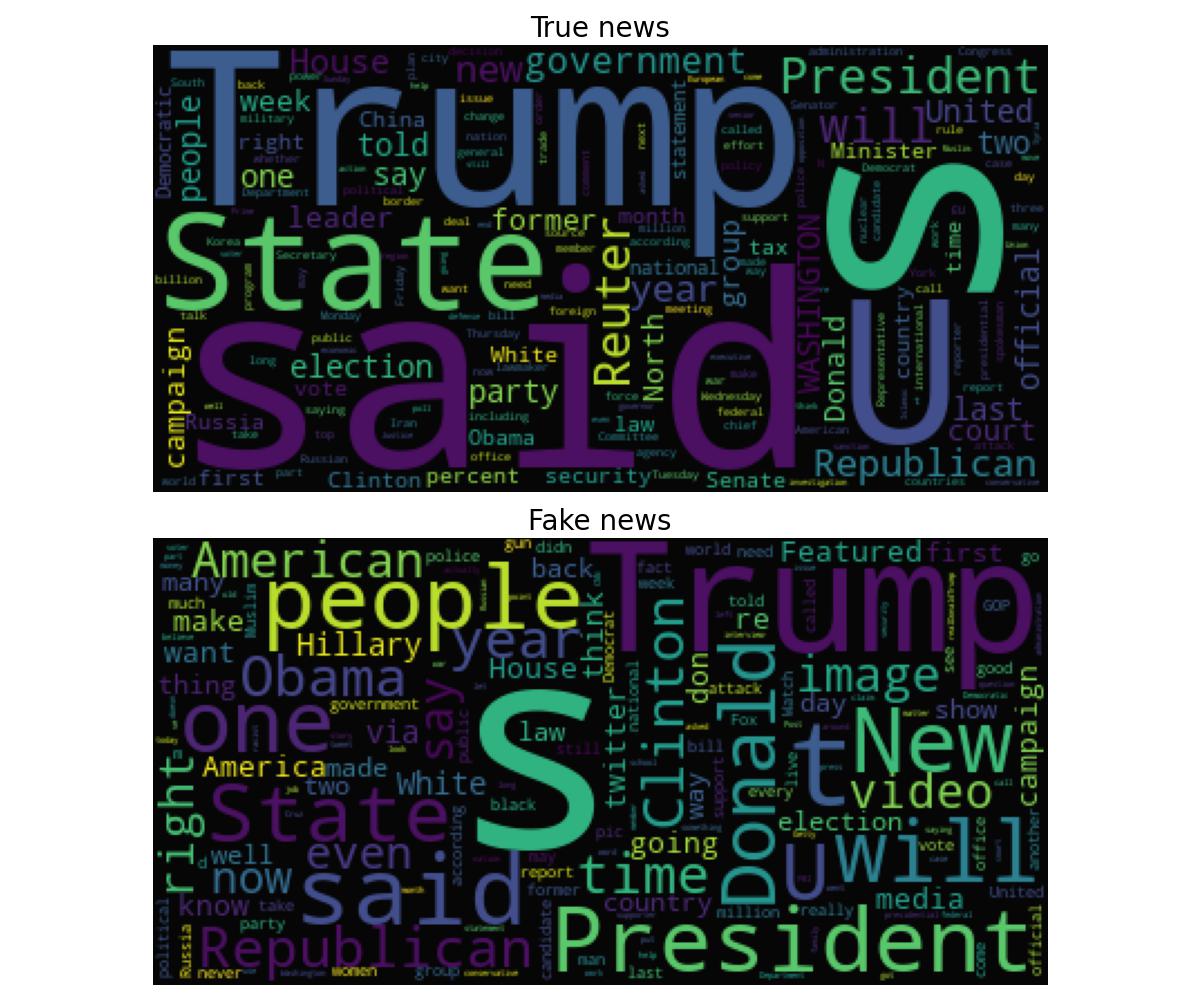 True news
Trump
said
State
S
U
House
new
government
President
will
United
two
Minister
Democratic
South
people
back
week
military
right
one
China
told
say
issue
change
nation
general
trade
next
statement
called
effort
policy
Department
political
border
leader
deal
former
source
member
month
million
according
support
tax
group
Reuter
national
year
Korea
Secretary
billion
program
Friday
want
need
foreign
meeting
talk
Monday
public
long
election
vote
campaign
Thursday
White
party
including
North
Obama
office
law
Committee
agency
force
war
make
Wednesday
federal
chief
WASHINGTON
Donald
Representative
country
international
official
time
call
nuclear
candidate
Democrat
Senator
administration
Congress
police
rule
case
day
three
many
presidential
reporter
report
last
court
attack
American
Republican
countries
Russia
take
saying
Iran
top
Russian
world
first
part
Clinton
percent
security
Tuesday
Senate
investigation
conservative
city
plan
Fake news
Trump
S
President
Donald
people
American
police
gun
didn
back
think
Democrat
world
need
Featured
first
go
fact
week
told
re
called
GOP
see
many
much
make
Muslim
want
thing
Hillary
year
House
Obama
government
one
via
say
public
law
still
twitter
national
clinton
don
attack
Fox
image
day
Watch
good
show
campaign
t
New
video
America
made
two
White
State
black
right
even
well
now
said
according
know
take
party
Republican
political
Russia
never
women
group
conservative
candidate
report
may
former
time
going
country
million
way
bill
support
school
pic
every
live
election
U
will
saying
vote
case
office
another
media
United
really
presidential
federal
man
last
help
come
official
Department